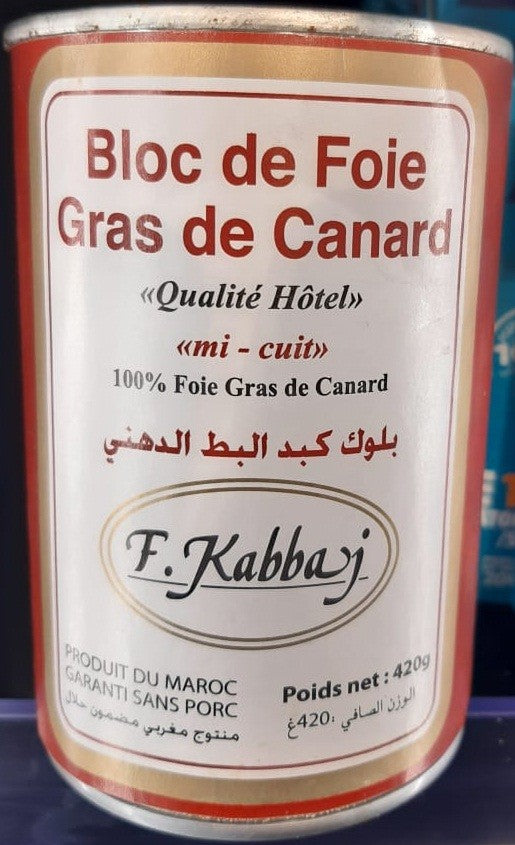 Bloc de Foie
Gras de Canard
«Qualité Hôtel»
«mi - cuit»
100% Foie Gras de Canard
بلوك كبد البط الدهني
F. Kabbaj
PRODUIT DU MAROC
GARANTI SANS PORC
منتوج مغربي مضمون حلال
Poids net : 420g
الوزن الصافي :420غ